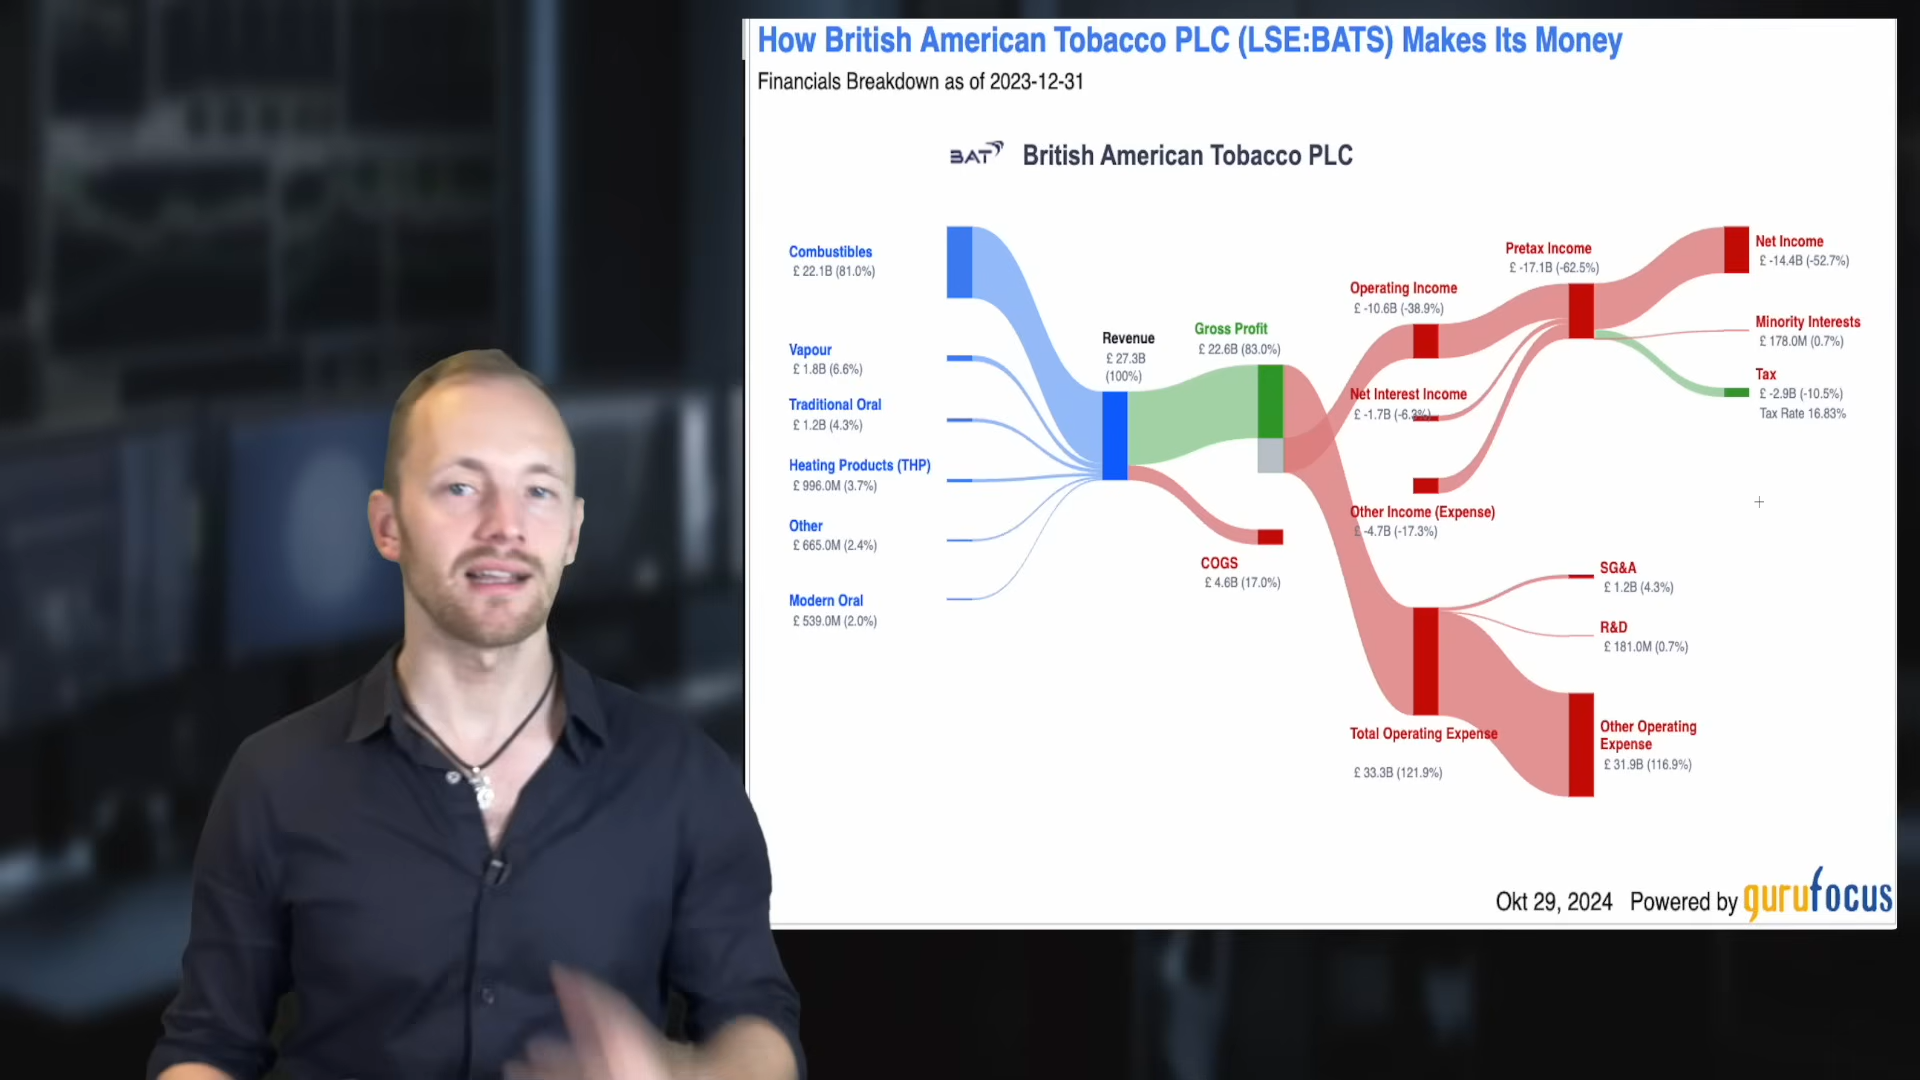 How British American Tobacco PLC (LSE:BATS) Makes Its Money
Financials Breakdown as of 2023-12-31
BAT British American Tobacco PLC
Combustibles
£ 22.1B (81.0%)
Vapour
£ 1.8B (6.6%)
Traditional Oral
£ 1.2B (4.3%)
Heating Products (THP)
£ 996.0M (3.7%)
Other
£ 665.0M (2.4%)
Modern Oral
£ 539.0M (2.0%)
Revenue
£ 27.3B
(100%)
Gross Profit
£ 22.6B (83.0%)
COGS
£ 4.6B (17.0%)
Operating Income
£ -10.6B (-38.9%)
Net Interest Income
£ -1.7B (-6.3%)
Other Income (Expense)
£ -4.7B (-17.3%)
Total Operating Expense
£ 33.3B (121.9%)
Pretax Income
£ -17.1B (-62.5%)
Net Income
£ -14.4B (-52.7%)
Minority Interests
£ 178.0M (0.7%)
Tax
£ -2.9B (-10.5%)
Tax Rate 16.83%
SG&A
£ 1.2B (4.3%)
R&D
£ 181.0M (0.7%)
Other Operating
Expense
£ 31.9B (116.9%)
Okt 29, 2024 Powered by gurufocus